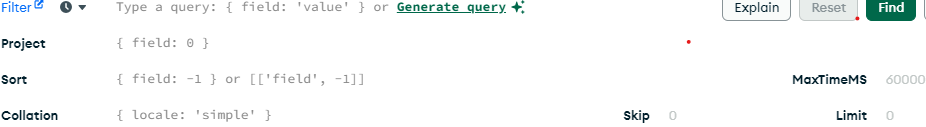 Filter Type a query: { field: 'value' } or Generate query Explain Reset Find
Project { field: 0 }
Sort { field: -1 } or [['field', -1]] MaxTimeMS 60000
Collation { locale: 'simple' } Skip 0 Limit 0